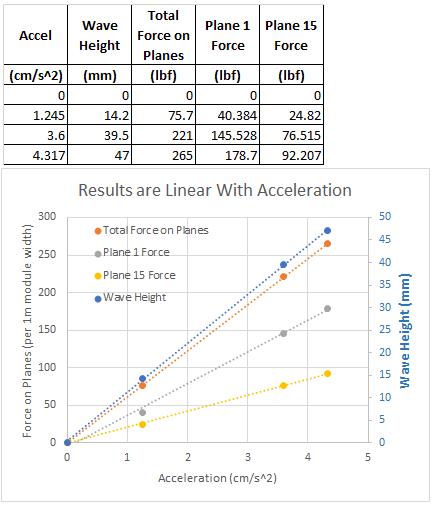 Accel Wave Height Total Force on Planes Plane 1 Force Plane 15 Force
(cm/s^2) (mm) (lbf) (lbf) (lbf)
0 0 0 0 0
1.245 14.2 75.7 40.384 24.82
3.6 39.5 221 145.528 76.515
4.317 47 265 178.7 92.207
Results are Linear With Acceleration
Force on Planes (per 1m module width)
300
250
200
150
100
50
0
Total Force on Planes
Plane 1 Force
Plane 15 Force
Wave Height
50
45
40
35
30
25
20
15
10
5
0
Wave Height (mm)
0 1 2 3 4 5
Acceleration (cm/s^2)